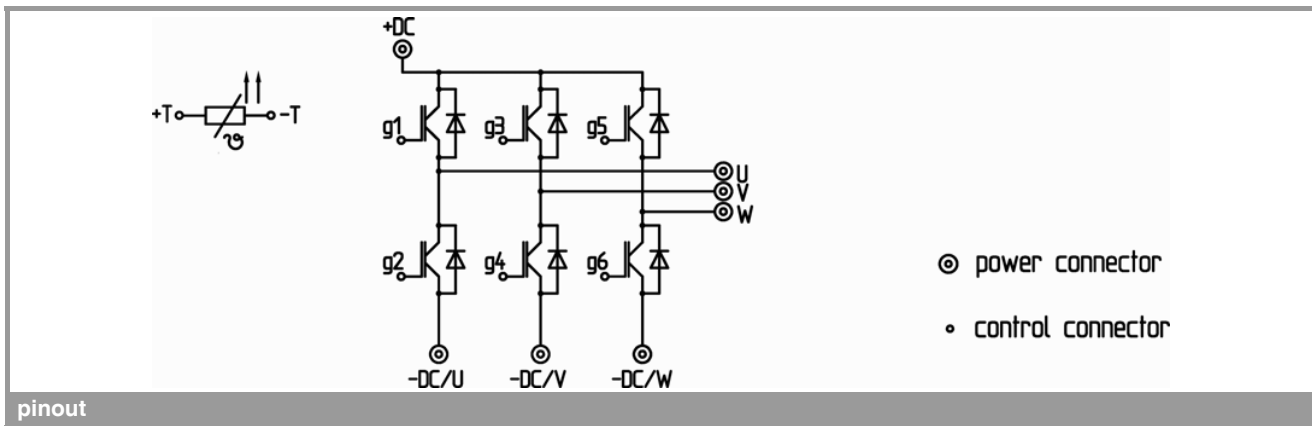 +DC
+T -T
ϑ
g1 g3 g5
U
V
W
g2 g4 g6
power connector
control connector
-DC/U -DC/V -DC/W
pinout